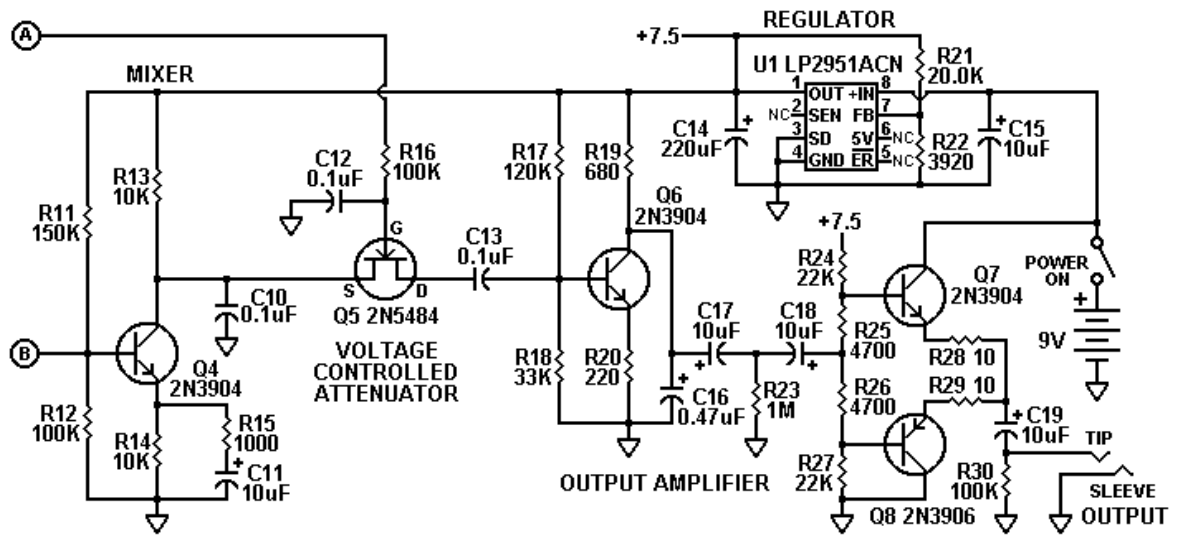 A
REGULATOR
+7.5
R21
20.0K
U1 LP2951ACN
MIXER
1 OUT +IN 8
NC 2 SEN FB 7
3 SD 5V 6 NC
4 GND ER 5 NC
C14
220uF
R22
3920
C15
10uF
C12
0.1uF
R16
100K
R17
120K
R19
680
R13
10K
Q6
2N3904
R11
150K
G
S
D
C13
0.1uF
+7.5
R24
22K
Q7
2N3904
POWER
ON
+
9V
C10
0.1uF
Q5 2N5484
VOLTAGE
CONTROLLED
ATTENUATOR
C17
10uF
C18
10uF
R25
4700
R28 10
B
Q4
2N3904
R18
33K
R20
220
R29 10
R26
4700
C16
0.47uF
R23
1M
R12
100K
R15
1000
R14
10K
C11
10uF
C19
10uF
TIP
OUTPUT AMPLIFIER
R27
22K
R30
100K
SLEEVE
OUTPUT
Q8 2N3906